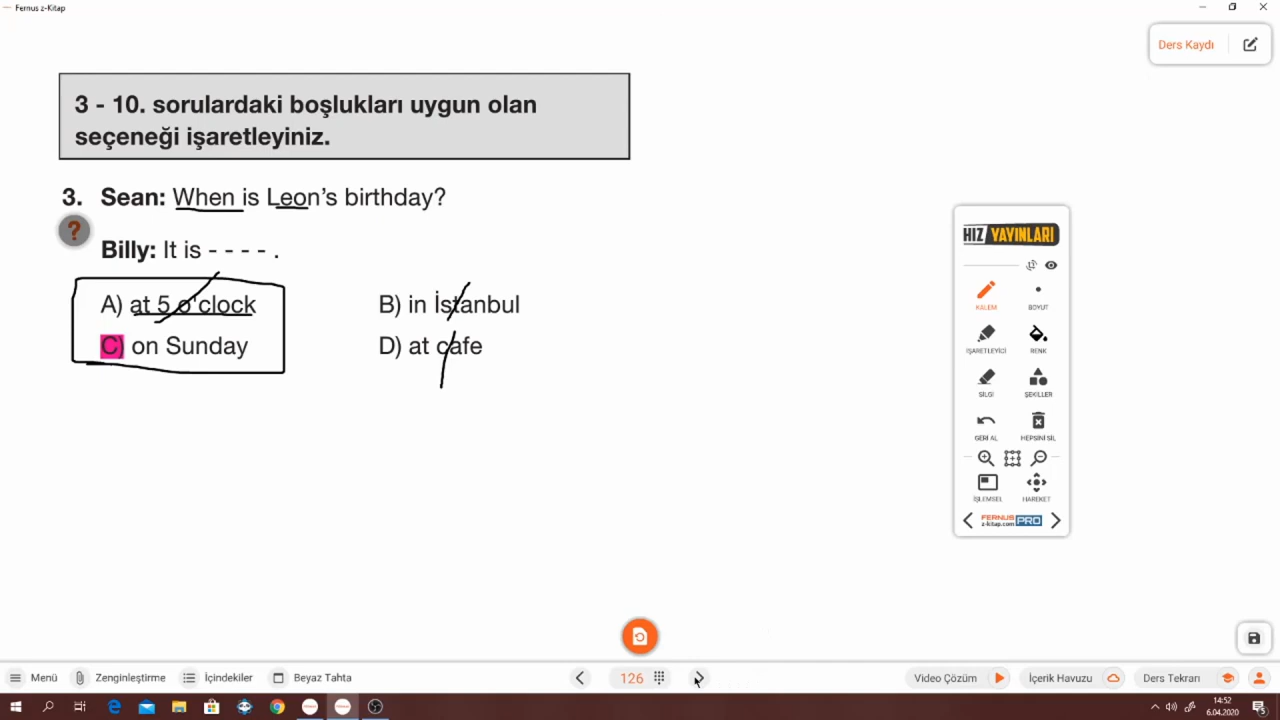 Fernus z-Kitap
Ders Kaydı
3 - 10. sorulardaki boşlukları uygun olan
seçeneği işaretleyiniz.
3. Sean: When is Leon's birthday?
?
Billy: It is - - - - .
A) at 5 o'clock
B) in İstanbul
C) on Sunday
D) at cafe
HIZ YAYINLARI
KALEM
BOYUT
İŞARETLEYİCİ
RENK
SİLGİ
ŞEKİLLER
GERİ AL
HEPSİNİ SİL
İŞLEMSEL
HAREKET
FERNUS
z-kitap.com PRO
Menü
Zenginleştirme
İçindekiler
Beyaz Tahta
126
Video Çözüm
İçerik Havuzu
Ders Tekrarı
14:52
6.04.2020
5